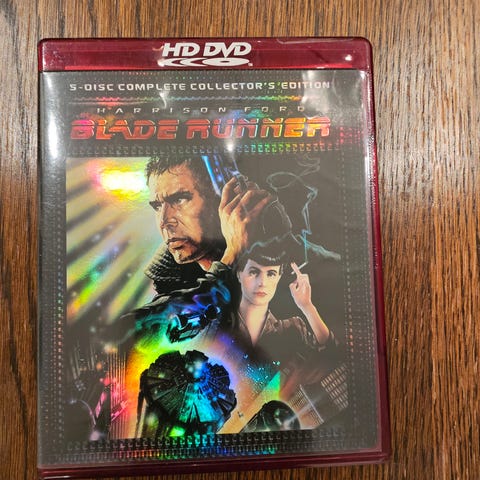 HD DVD
5-DISC COMPLETE COLLECTOR'S EDITION
HARRISON FORD
BLADE RUNNER